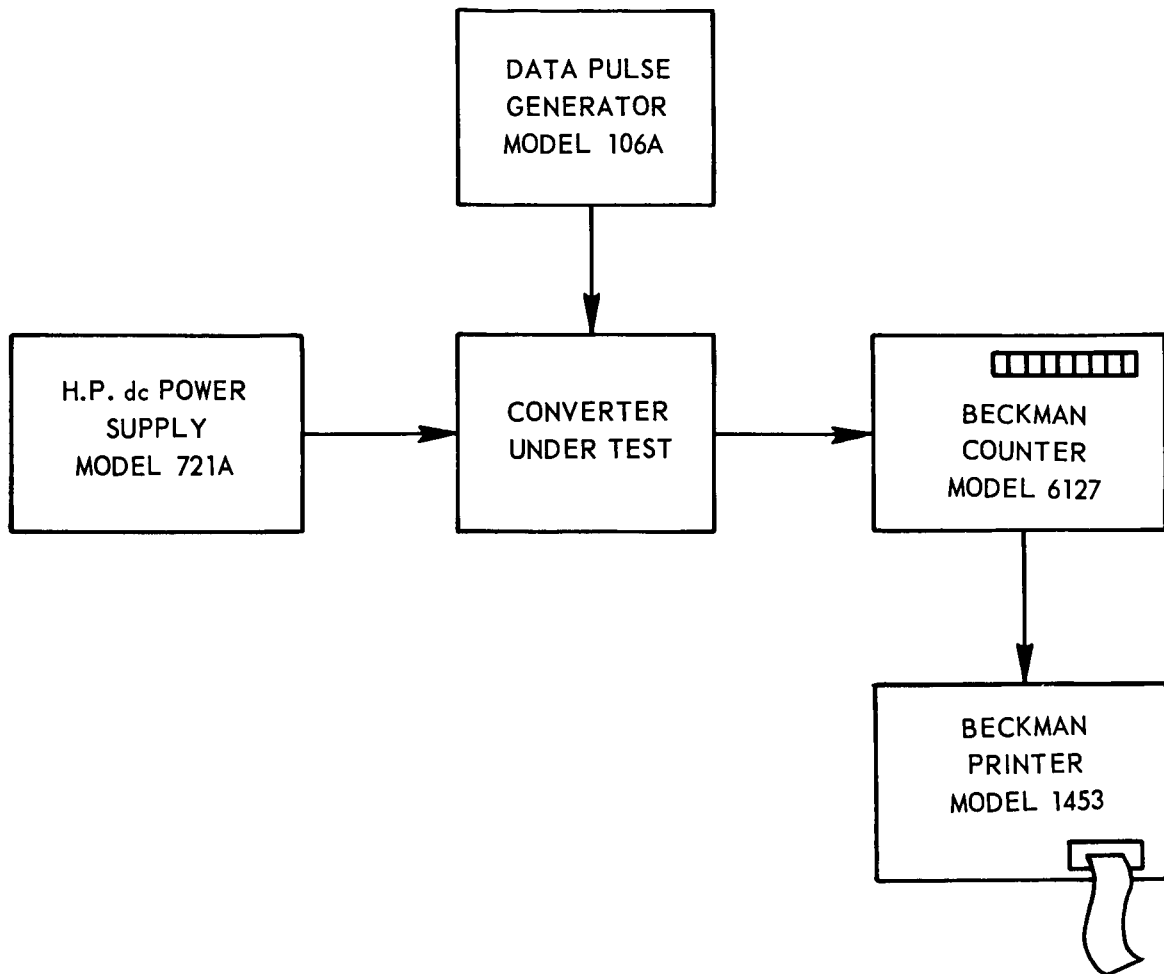 DATA PULSE
GENERATOR
MODEL 106A
H.P. dc POWER
SUPPLY
MODEL 721A
CONVERTER
UNDER TEST
BECKMAN
COUNTER
MODEL 6127
BECKMAN
PRINTER
MODEL 1453